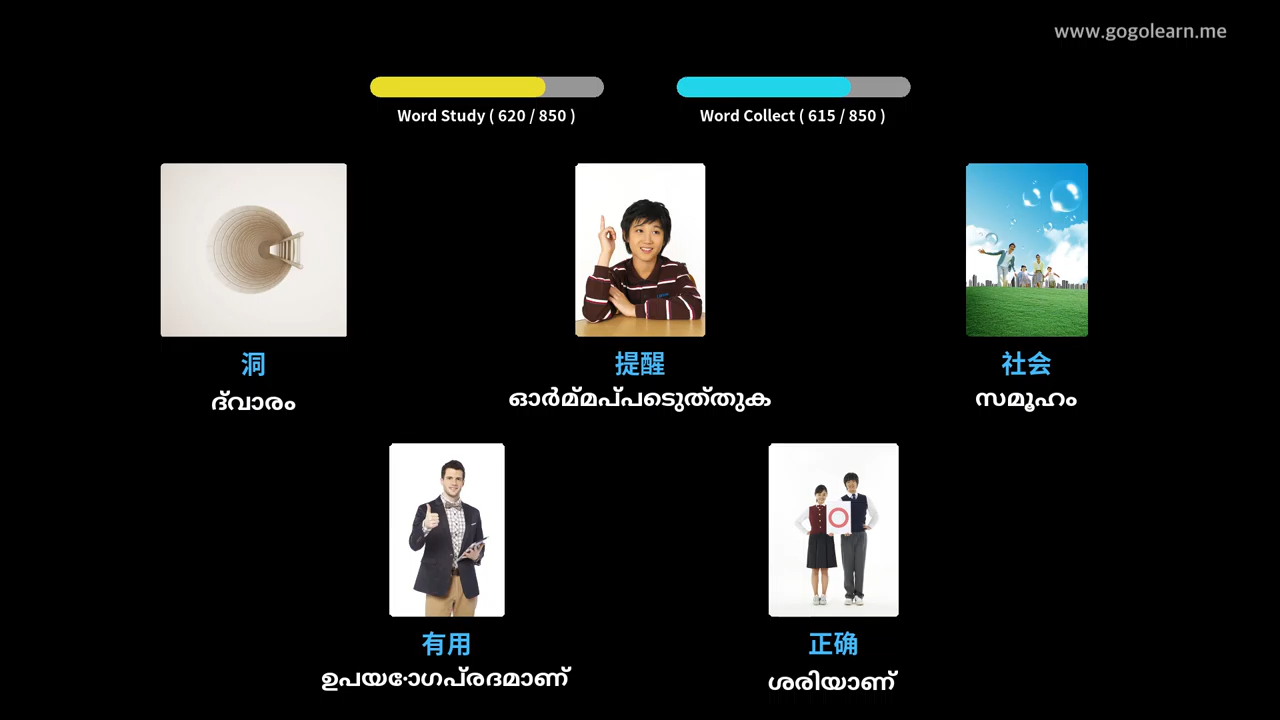 www.gogolearn.me
Word Study ( 620 / 850 )
Word Collect ( 615 / 850 )
洞
ദ്വാരം
提醒
ഓർമ്മപ്പെടുത്തുക
社会
സമൂഹം
有用
ഉപയോഗപ്രദമാണ്
正确
ശരിയാണ്